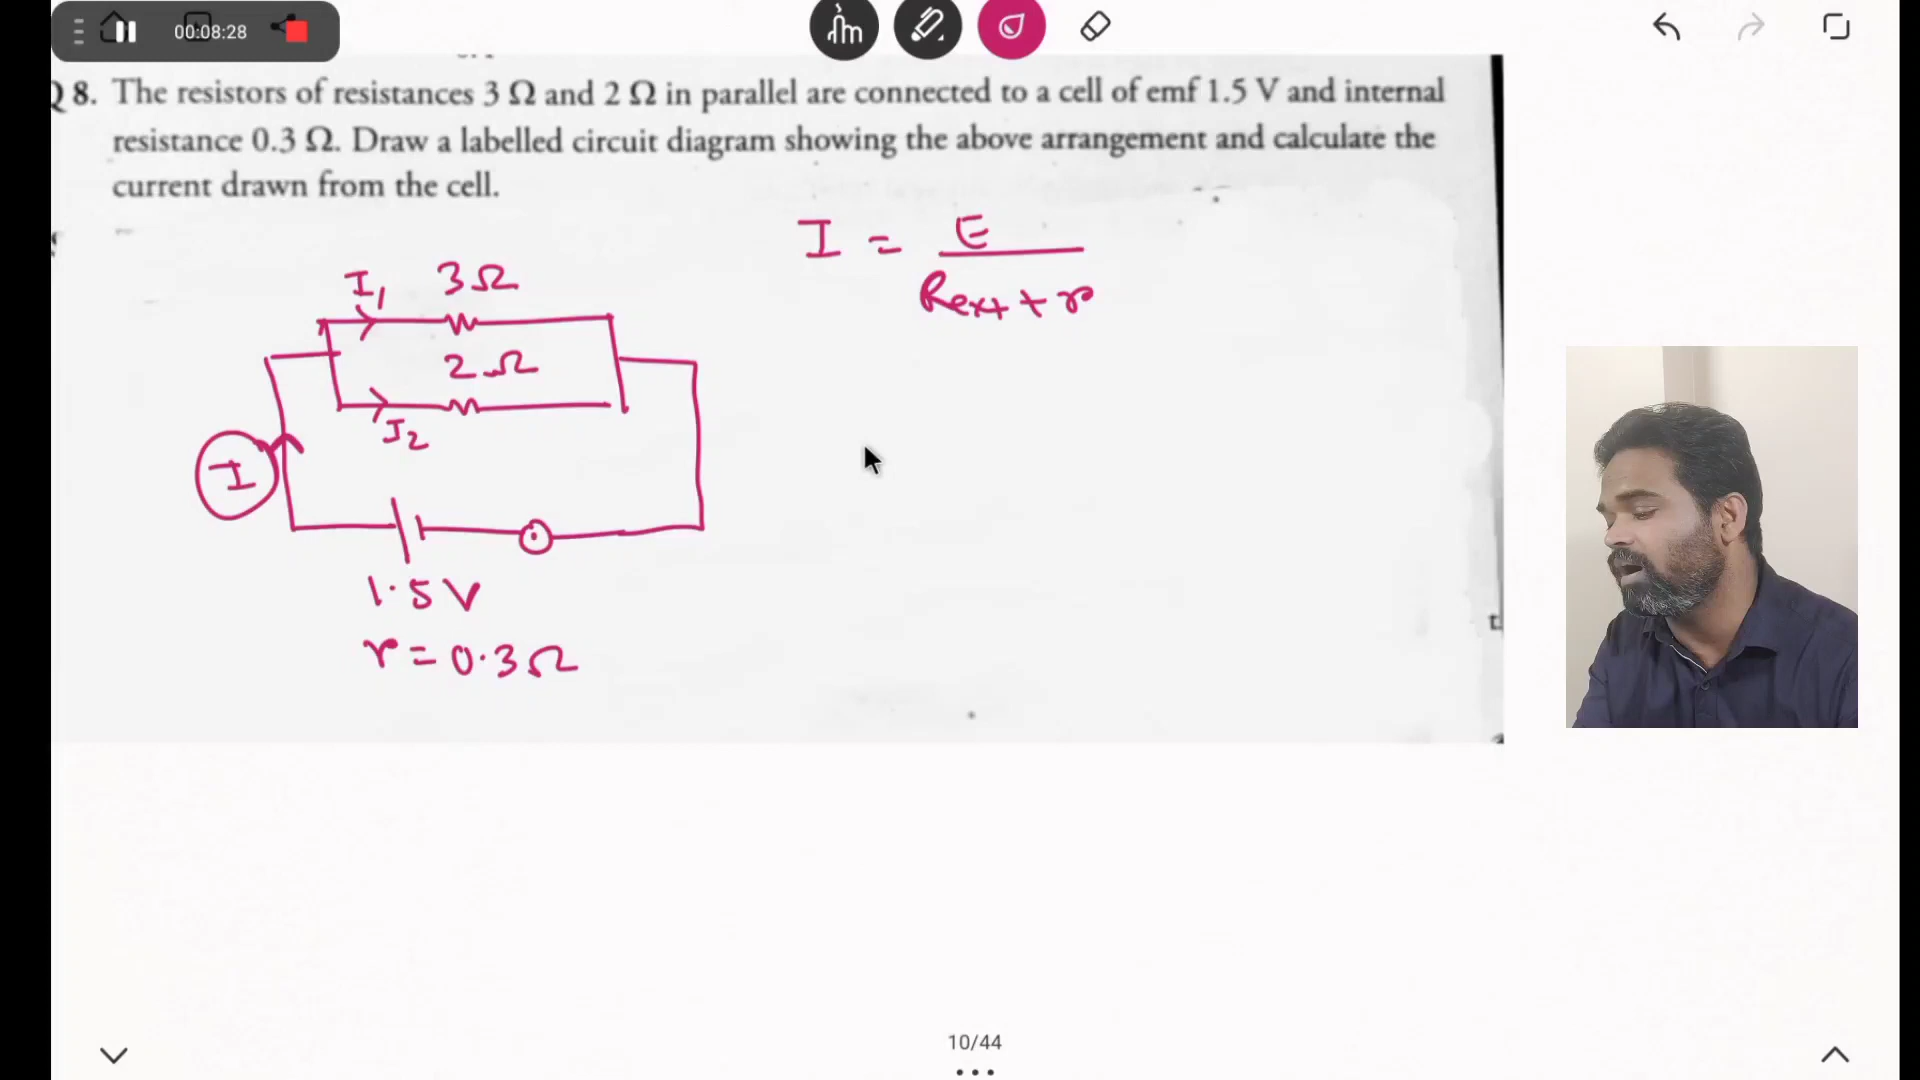 00:08:28
Q 8. The resistors of resistances 3 Ω and 2 Ω in parallel are connected to a cell of emf 1.5 V and internal
resistance 0.3 Ω. Draw a labelled circuit diagram showing the above arrangement and calculate the
current drawn from the cell.
I = E
Rext + r
I1 3Ω
2Ω
I2
I
1.5 V
r = 0.3 Ω
t.
10/44